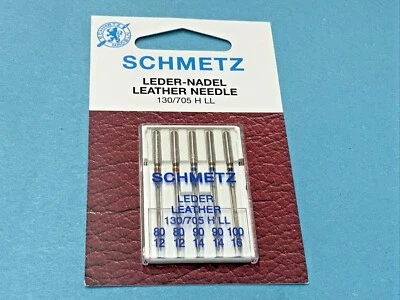 SCHMETZ
SCHMETZ
LEDER-NADEL
LEATHER NEEDLE
130/705 H LL
SCHMETZ
LEDER
LEATHER
130/705 H LL
80 80 90 90 100
12 12 14 14 16